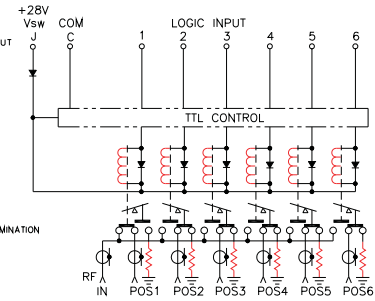 +28V
Vsw COM LOGIC INPUT
UT J C 1 2 3 4 5 6
TTL CONTROL
MINATION
RF
IN POS1 POS2 POS3 POS4 POS5 POS6